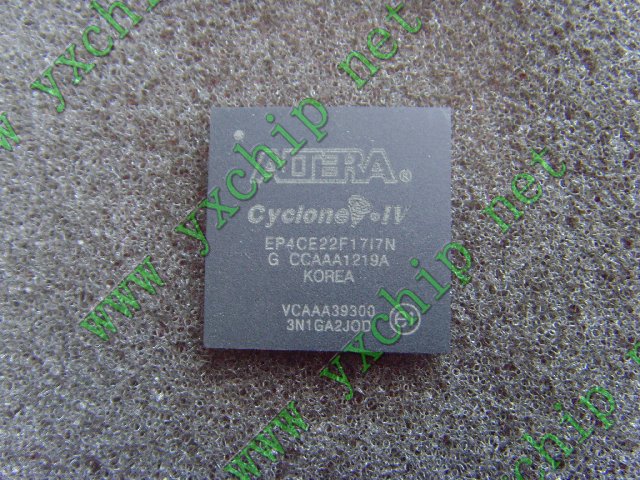 ALTERA®
Cyclone IV
EP4CE22F17I7N
G CCAAA1219A
KOREA
VCAAA39300
3N1GA2JOD e1
www yxchip net
www yxchip net
www yxchip net
www yxchip net